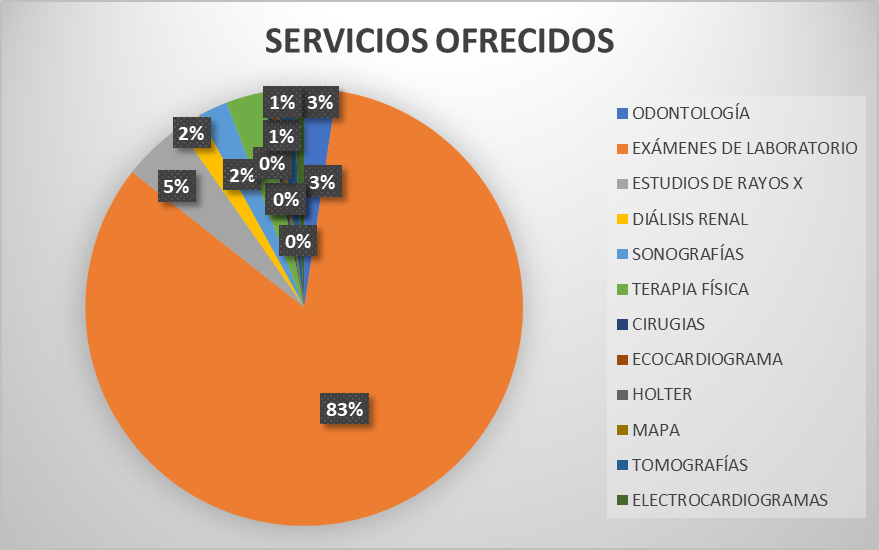 SERVICIOS OFRECIDOS
1%
3%
2%
1%
0%
2%
5%
3%
0%
0%
83%
ODONTOLOGÍA
EXÁMENES DE LABORATORIO
ESTUDIOS DE RAYOS X
DIÁLISIS RENAL
SONOGRAFÍAS
TERAPIA FÍSICA
CIRUGIAS
ECOCARDIOGRAMA
HOLTER
MAPA
TOMOGRAFÍAS
ELECTROCARDIOGRAMAS